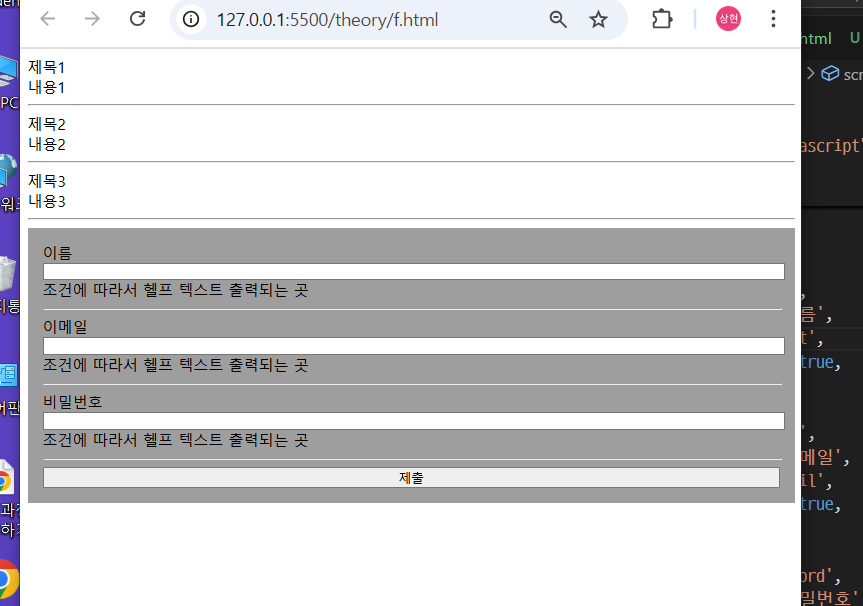 127.0.0.1:5500/theory/f.html
상현
html U
PC
제목1
내용1
제목2
내용2
제목3
내용3
이름
조건에 따라서 헬프 텍스트 출력되는 곳
이메일
조건에 따라서 헬프 텍스트 출력되는 곳
비밀번호
조건에 따라서 헬프 텍스트 출력되는 곳
제출
> scr
ascript'
름',
t',
true,
',
메일',
il',
true,
ord',
밀번호'